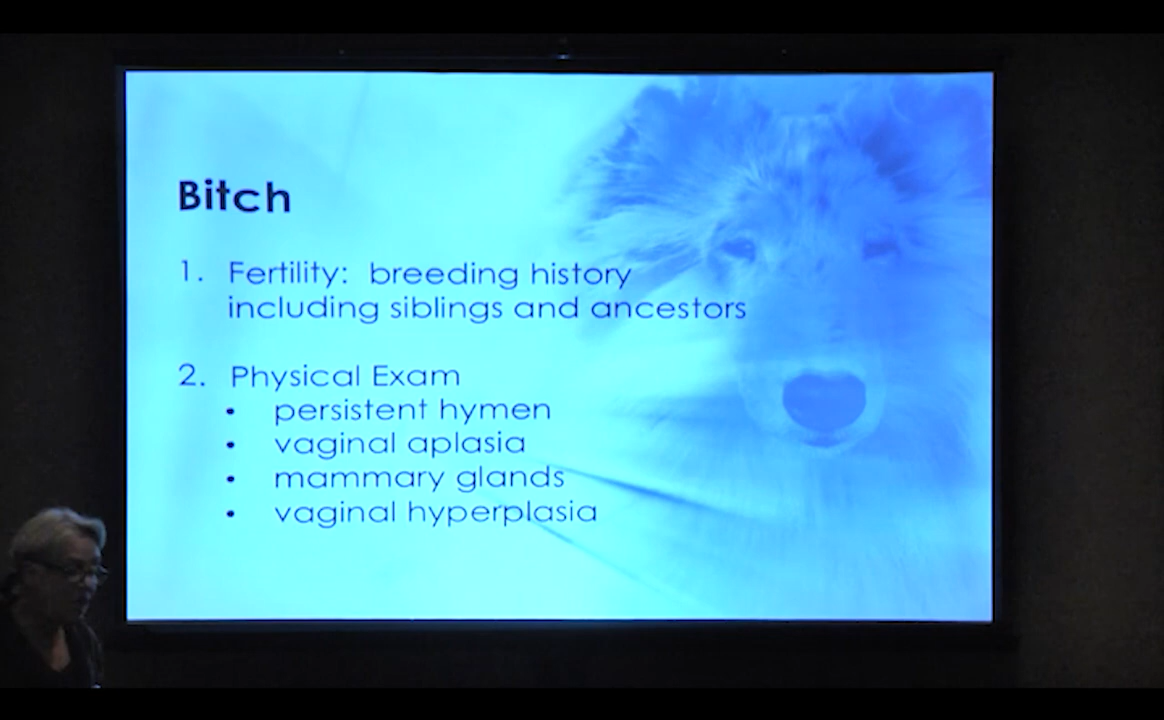 Bitch
1. Fertility: breeding history
including siblings and ancestors
2. Physical Exam
• persistent hymen
• vaginal aplasia
• mammary glands
• vaginal hyperplasia